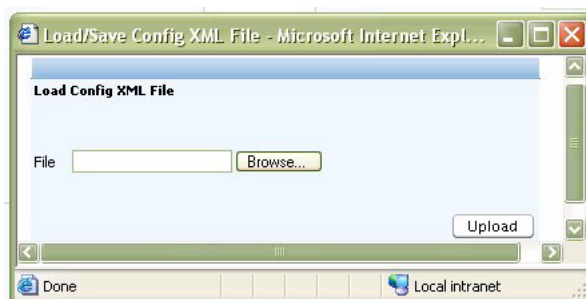 Load/Save Config XML File - Microsoft Internet Expl...
Load Config XML File
File
Browse...
Upload
Done
Local intranet